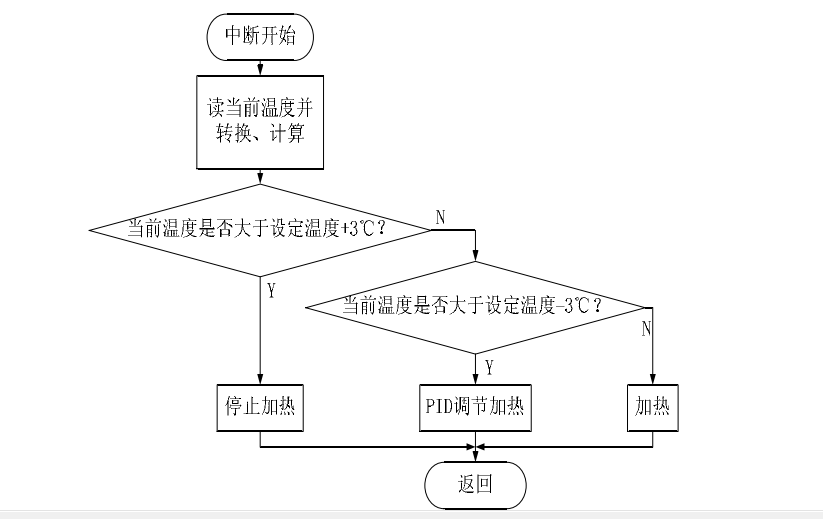 中断开始
读当前温度并
转换、计算
当前温度是否大于设定温度+3℃？
N
Y
当前温度是否大于设定温度-3℃？
N
Y
停止加热
PID调节加热
加热
返回